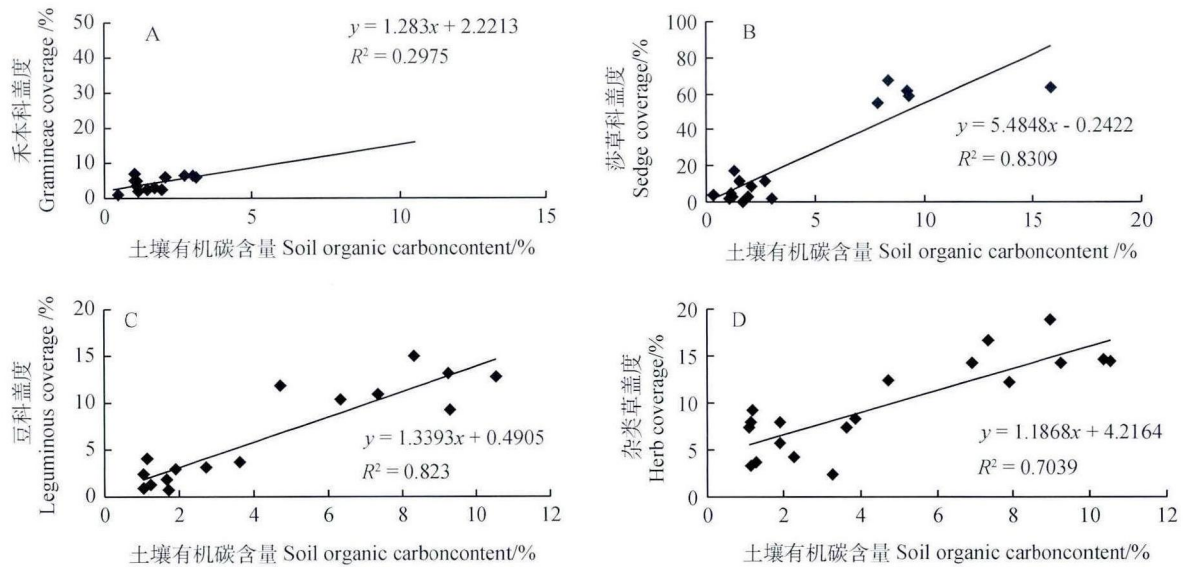 A
y = 1.283x + 2.2213
R² = 0.2975
禾本科盖度
Gramineae coverage /%
50
40
30
20
10
0
0 5 10 15
土壤有机碳含量 Soil organic carboncontent/%
B
y = 5.4848x - 0.2422
R² = 0.8309
莎草科盖度
Sedge coverage/%
100
80
60
40
20
0
0 5 10 15 20
土壤有机碳含量 Soil organic carboncontent /%
C
y = 1.3393x + 0.4905
R² = 0.823
豆科盖度
Leguminous coverage /%
20
15
10
5
0
0 2 4 6 8 10 12
土壤有机碳含量 Soil organic carboncontent/%
D
y = 1.1868x + 4.2164
R² = 0.7039
杂类草盖度
Herb coverage/%
20
15
10
5
0
0 2 4 6 8 10 12
土壤有机碳含量 Soil organic carboncontent/%